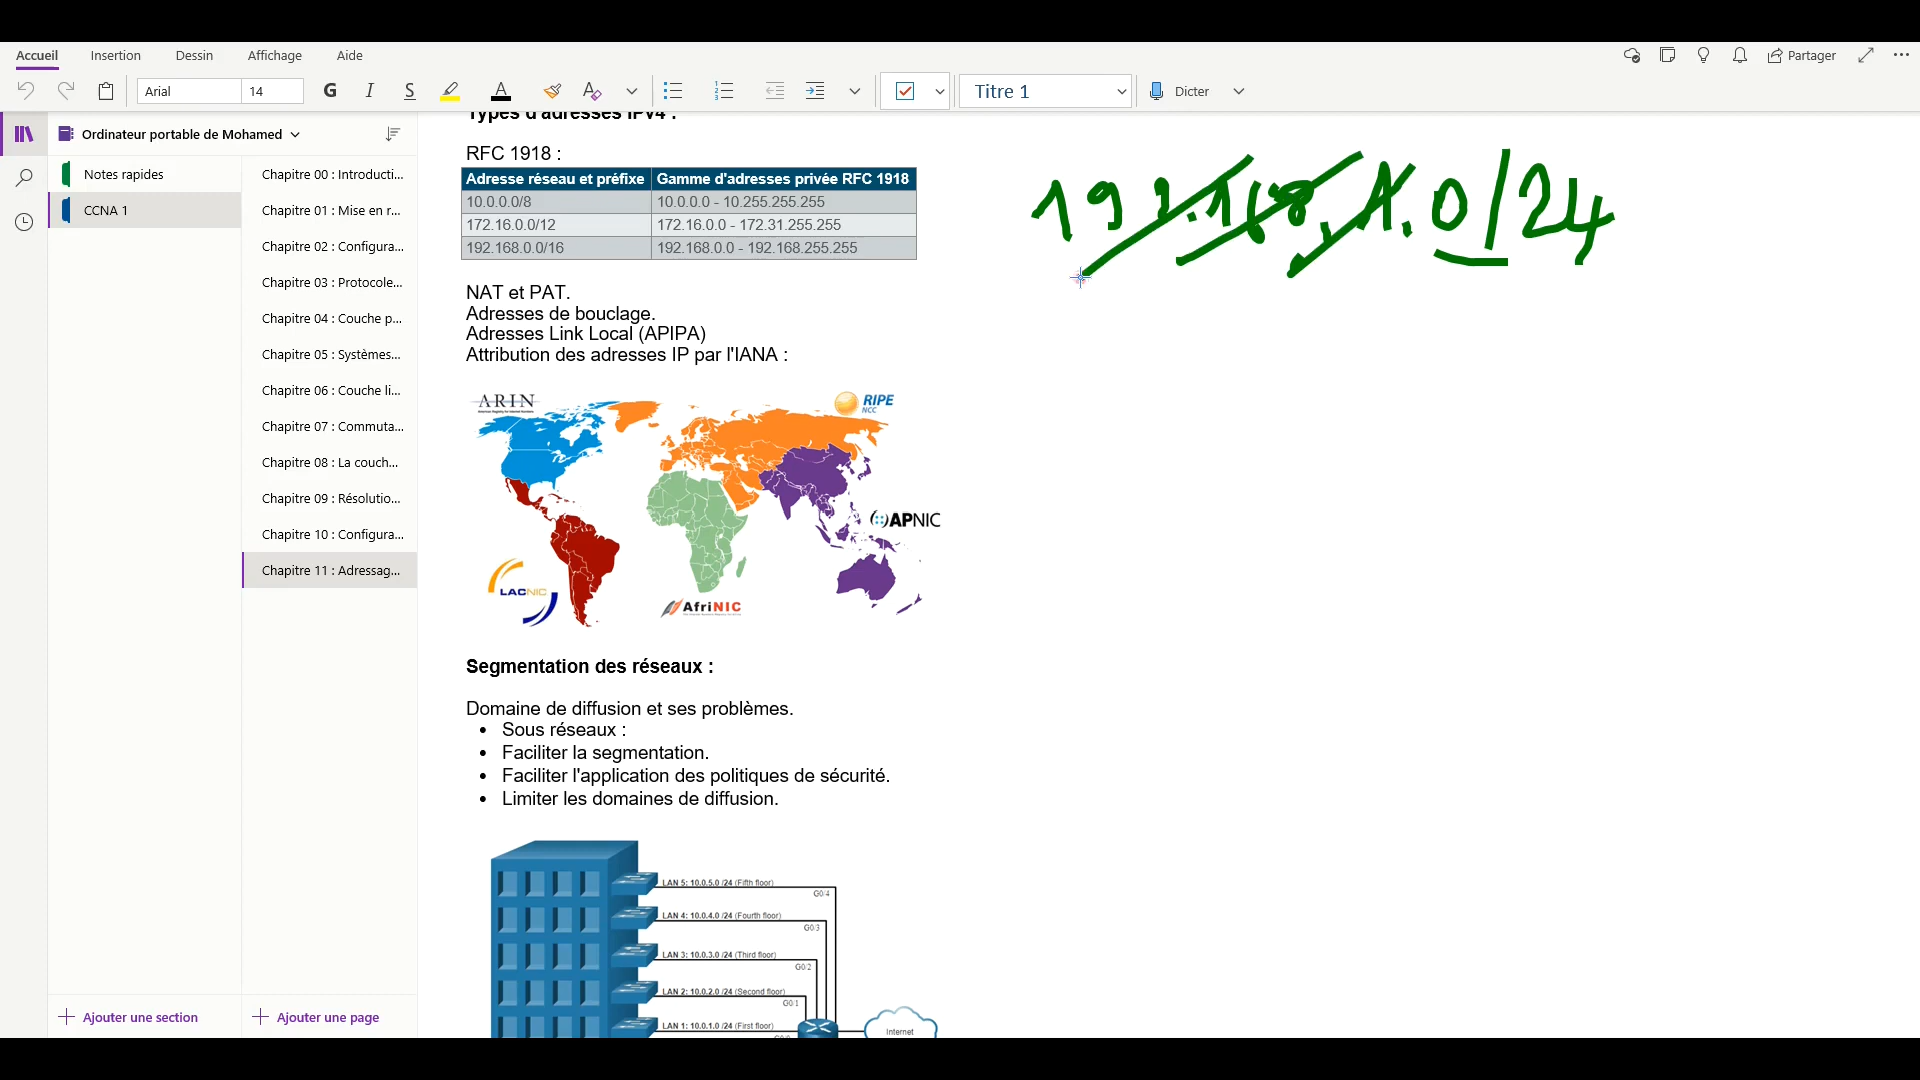 Accueil Insertion Dessin Affichage Aide Partager
Arial 14 G I S A Titre 1 Dicter
Ordinateur portable de Mohamed
Notes rapides
CCNA 1
Chapitre 00 : Introducti...
Chapitre 01 : Mise en r...
Chapitre 02 : Configura...
Chapitre 03 : Protocole...
Chapitre 04 : Couche p...
Chapitre 05 : Systèmes...
Chapitre 06 : Couche li...
Chapitre 07 : Commuta...
Chapitre 08 : La couch...
Chapitre 09 : Résolutio...
Chapitre 10 : Configura...
Chapitre 11 : Adressag...
Ajouter une section
Ajouter une page
Types d'adresses IPv4 :
RFC 1918 :
Adresse réseau et préfixe Gamme d'adresses privée RFC 1918
10.0.0.0/8 10.0.0.0 - 10.255.255.255
172.16.0.0/12 172.16.0.0 - 172.31.255.255
192.168.0.0/16 192.168.0.0 - 192.168.255.255
192.168.1.0/24
NAT et PAT.
Adresses de bouclage.
Adresses Link Local (APIPA)
Attribution des adresses IP par l'IANA :
ARIN
RIPE
NCC
APNIC
LACNIC
AfriNIC
Segmentation des réseaux :
Domaine de diffusion et ses problèmes.
• Sous réseaux :
• Faciliter la segmentation.
• Faciliter l'application des politiques de sécurité.
• Limiter les domaines de diffusion.
LAN 5: 10.0.5.0 /24 (Fifth floor)
G0/4
LAN 4: 10.0.4.0 /24 (Fourth floor)
G0/3
LAN 3: 10.0.3.0 /24 (Third floor)
G0/2
LAN 2: 10.0.2.0 /24 (Second floor)
G0/1
LAN 1: 10.0.1.0 /24 (First floor)
Internet